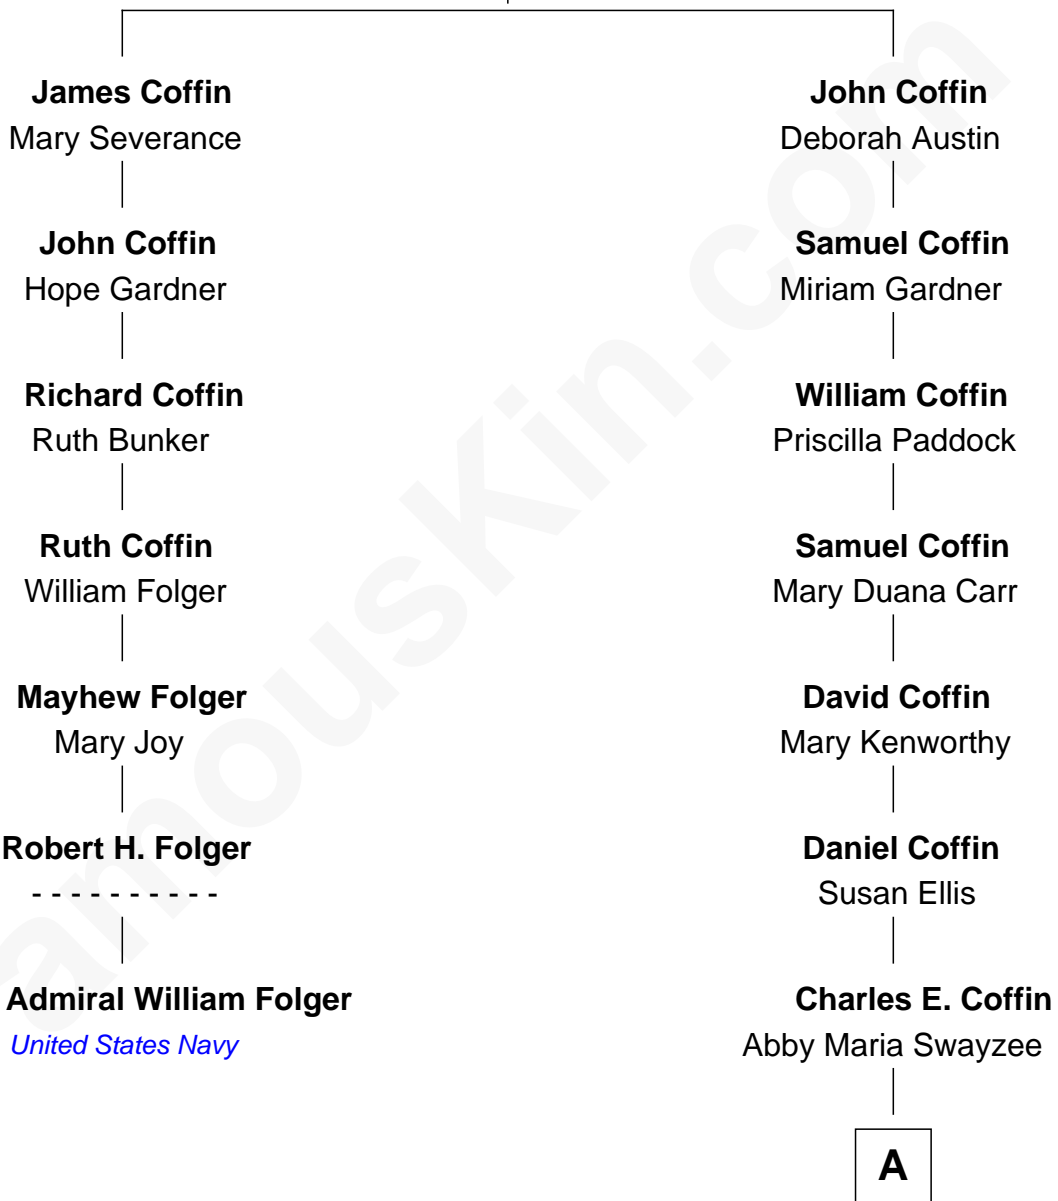 James Coffin
Mary Severance
John Coffin
Hope Gardner
Richard Coffin
Ruth Bunker
Ruth Coffin
William Folger
Mayhew Folger
Mary Joy
Robert H. Folger
- - - - - - - - - -
Admiral William Folger
United States Navy
John Coffin
Deborah Austin
Samuel Coffin
Miriam Gardner
William Coffin
Priscilla Paddock
Samuel Coffin
Mary Duana Carr
David Coffin
Mary Kenworthy
Daniel Coffin
Susan Ellis
Charles E. Coffin
Abby Maria Swayzee
A
amouskin.com